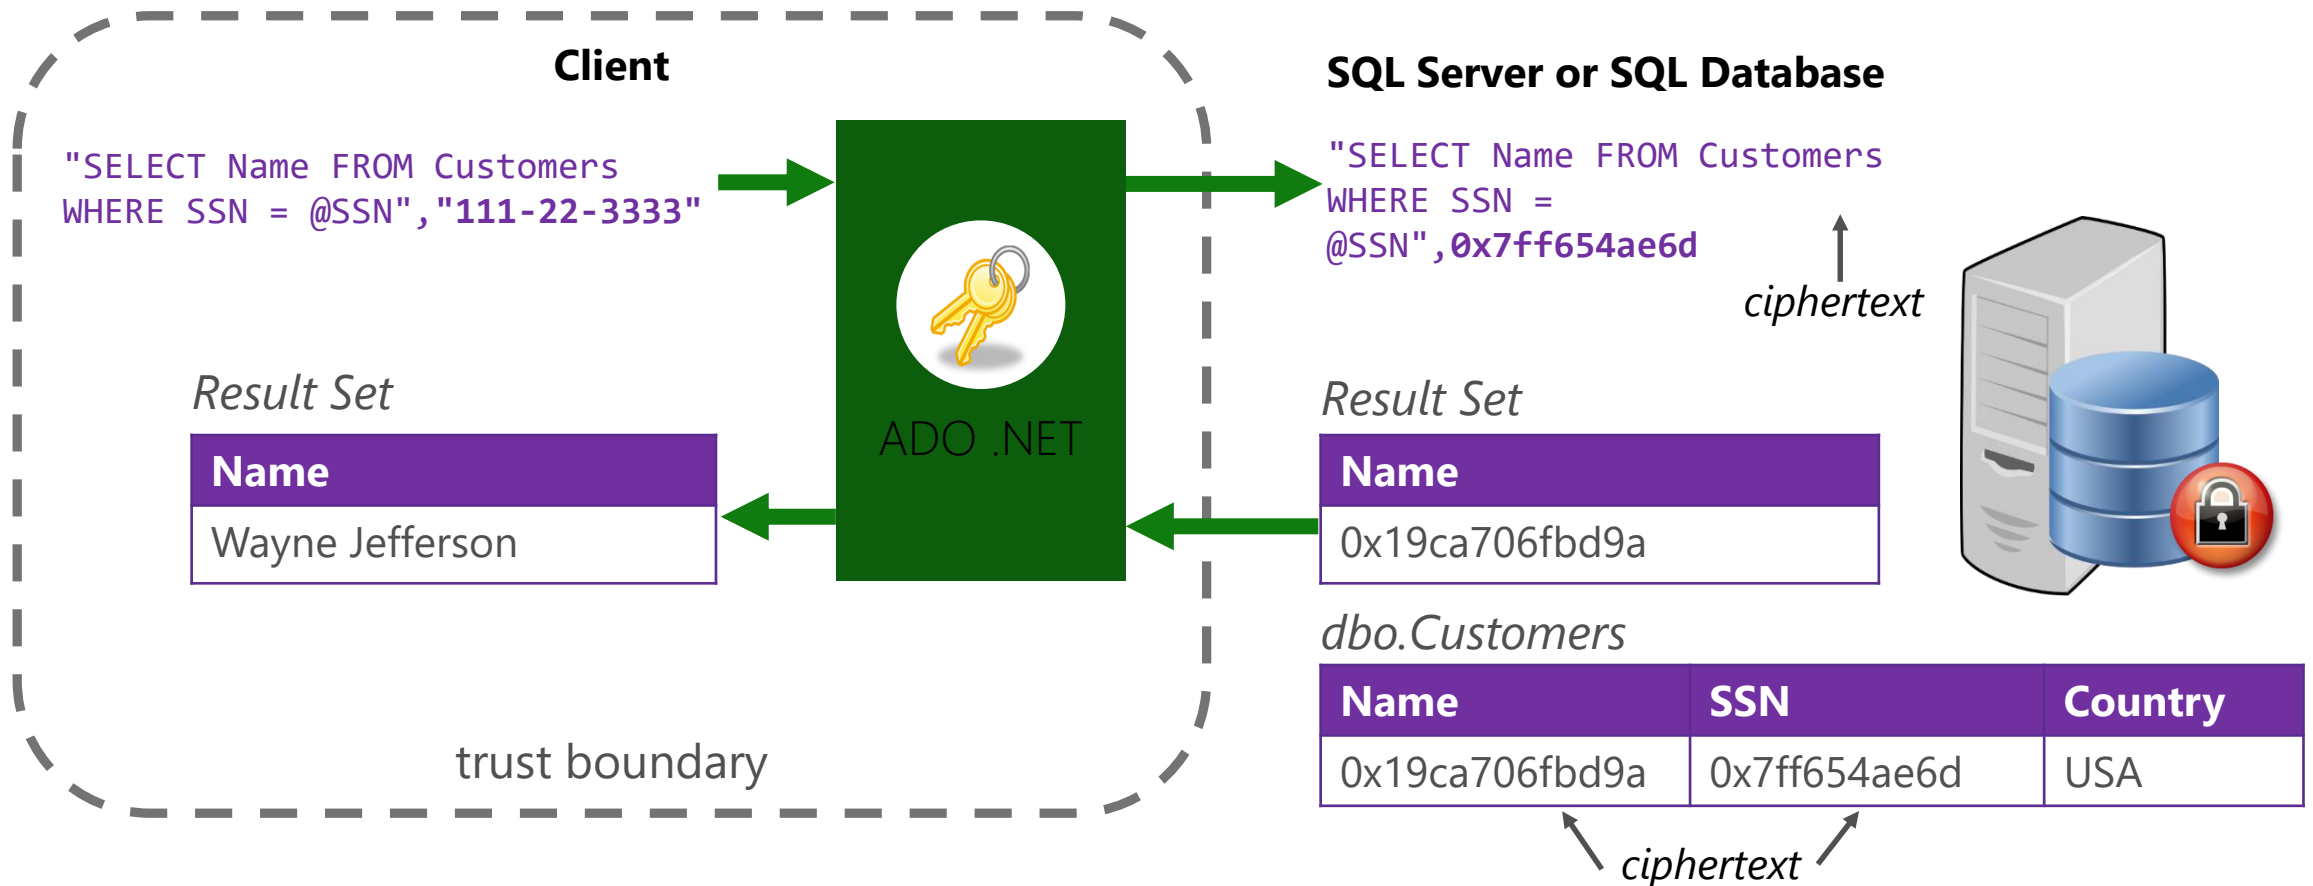 Client
"SELECT Name FROM Customers
WHERE SSN = @SSN","111-22-3333"
Result Set
Name
Wayne Jefferson
trust boundary
ADO .NET
SQL Server or SQL Database
"SELECT Name FROM Customers
WHERE SSN =
@SSN",0x7ff654ae6d
ciphertext
Result Set
Name
0x19ca706fbd9a
dbo.Customers
Name SSN Country
0x19ca706fbd9a 0x7ff654ae6d USA
ciphertext